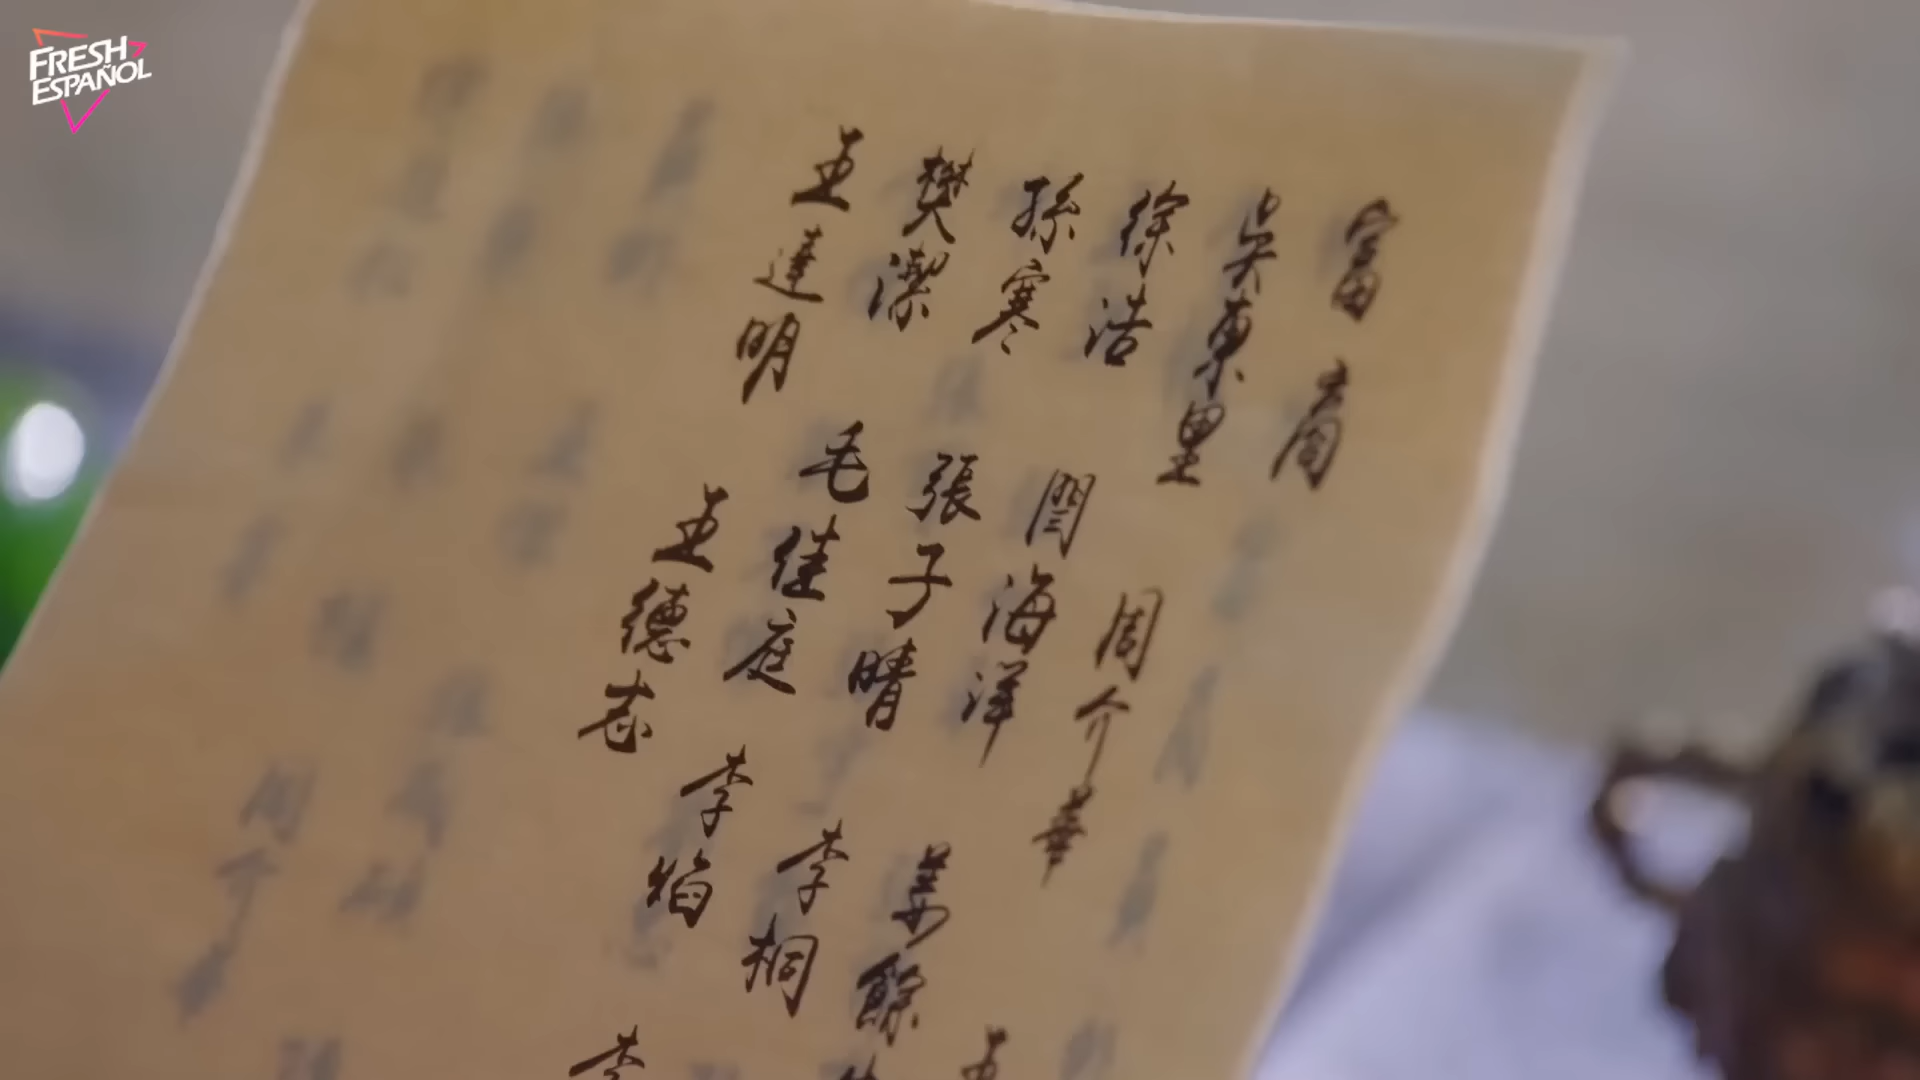 FRESH
ESPAÑOL
富商
吳東里 周介華
徐浩 閆海洋
孫寒 張子晴 姜餘
樊潔 毛佳庭 李桐
王達明 王德志 李焰